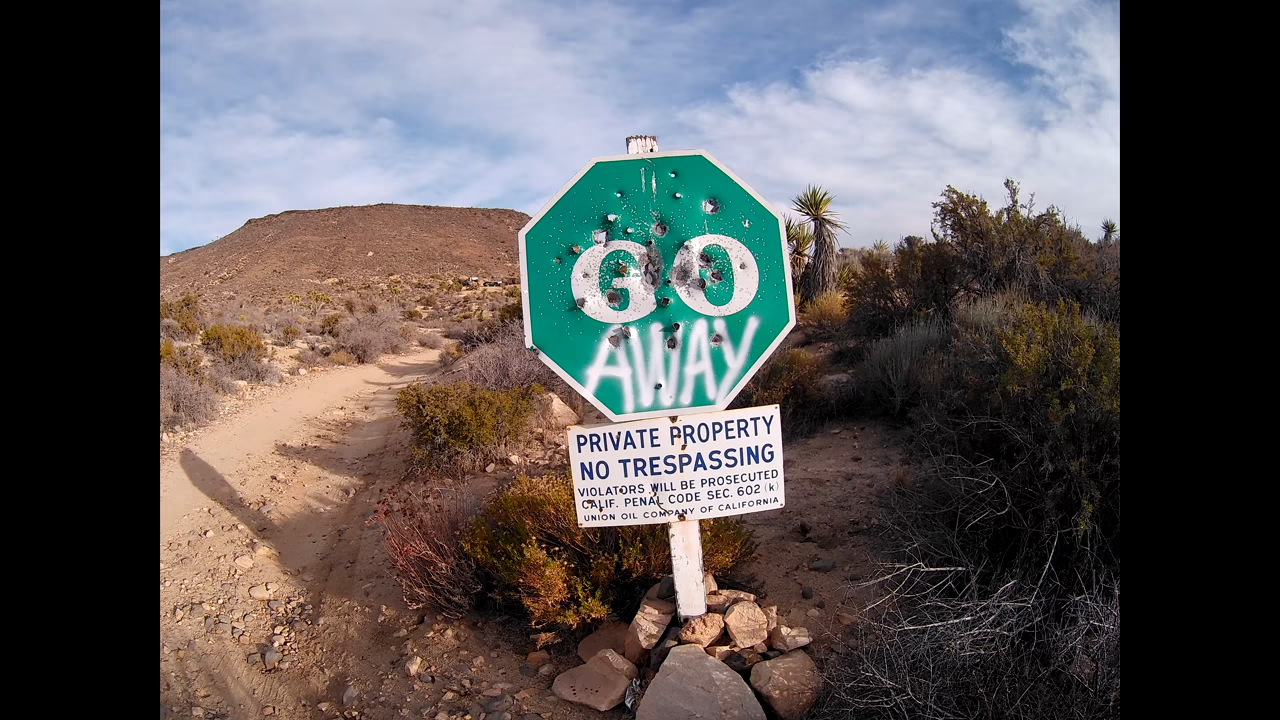 GO
AWAY
PRIVATE PROPERTY
NO TRESPASSING
VIOLATORS WILL BE PROSECUTED
CALIF. PENAL CODE SEC. 602 (k)
UNION OIL COMPANY OF CALIFORNIA